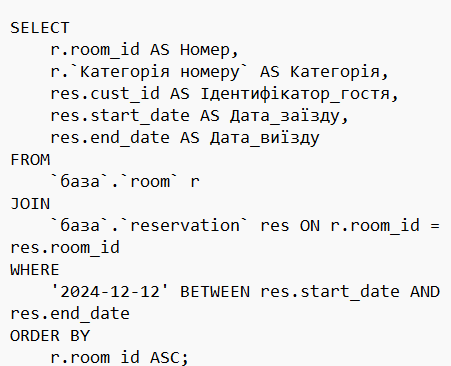 SELECT
    r.room_id AS Номер,
    r.`Категорія номеру` AS Категорія,
    res.cust_id AS Ідентифікатор_гостя,
    res.start_date AS Дата_заїзду,
    res.end_date AS Дата_виїзду
FROM
    `база`.`room` r
JOIN
    `база`.`reservation` res ON r.room_id =
res.room_id
WHERE
    '2024-12-12' BETWEEN res.start_date AND
res.end_date
ORDER BY
    r.room_id ASC;